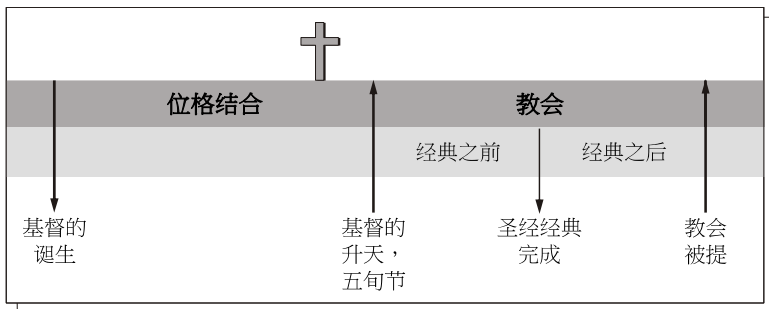 位格结合
教会
经典之前
经典之后
基督的
诞生
基督的
升天，
五旬节
圣经经典
完成
教会
被提